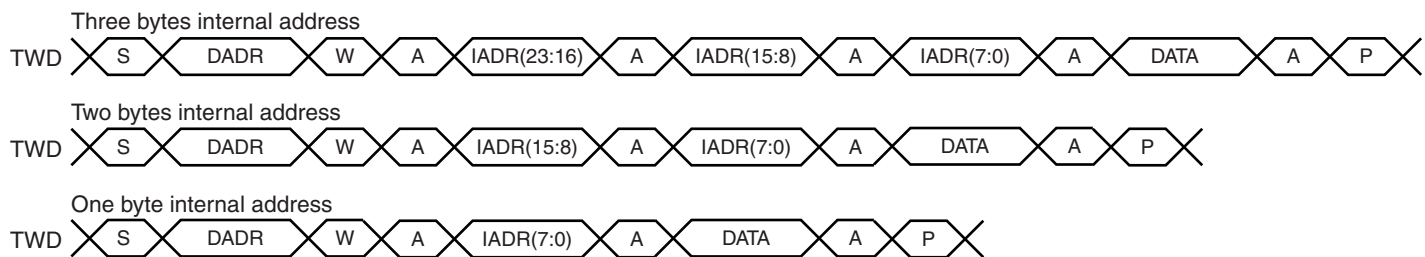 Three bytes internal address
TWD S DADR W A IADR(23:16) A IADR(15:8) A IADR(7:0) A DATA A P
Two bytes internal address
TWD S DADR W A IADR(15:8) A IADR(7:0) A DATA A P
One byte internal address
TWD S DADR W A IADR(7:0) A DATA A P